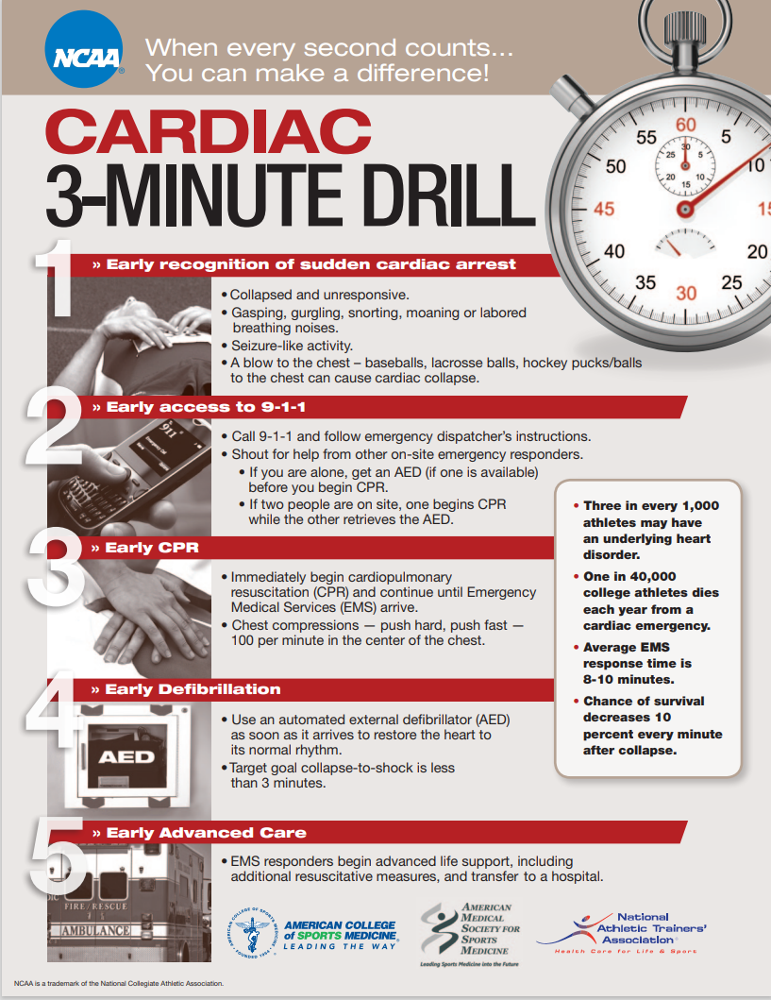 NCAA
When every second counts...
You can make a difference!
CARDIAC
3-MINUTE DRILL
60
5
10
15
20
25
30
35
40
45
50
55
30
5
10
15
20
25
1
» Early recognition of sudden cardiac arrest
• Collapsed and unresponsive.
• Gasping, gurgling, snorting, moaning or labored
breathing noises.
• Seizure-like activity.
• A blow to the chest – baseballs, lacrosse balls, hockey pucks/balls
to the chest can cause cardiac collapse.
2
» Early access to 9-1-1
911
• Call 9-1-1 and follow emergency dispatcher's instructions.
• Shout for help from other on-site emergency responders.
• If you are alone, get an AED (if one is available)
before you begin CPR.
• If two people are on site, one begins CPR
while the other retrieves the AED.
3
» Early CPR
• Immediately begin cardiopulmonary
resuscitation (CPR) and continue until Emergency
Medical Services (EMS) arrive.
• Chest compressions — push hard, push fast —
100 per minute in the center of the chest.
4
» Early Defibrillation
AED
• Use an automated external defibrillator (AED)
as soon as it arrives to restore the heart to
its normal rhythm.
• Target goal collapse-to-shock is less
than 3 minutes.
• Three in every 1,000
athletes may have
an underlying heart
disorder.
• One in 40,000
college athletes dies
each year from a
cardiac emergency.
• Average EMS
response time is
8-10 minutes.
• Chance of survival
decreases 10
percent every minute
after collapse.
5
» Early Advanced Care
FIRE/RESCUE
AMBULANCE
• EMS responders begin advanced life support, including
additional resuscitative measures, and transfer to a hospital.
AMERICAN COLLEGE OF SPORTS MEDICINE
FOUNDED 1954
AMERICAN COLLEGE
of SPORTS MEDICINE
LEADING THE WAY
AMERICAN
MEDICAL
SOCIETY FOR
SPORTS
MEDICINE
Leading Sports Medicine into the Future
National
Athletic Trainers'
Association
Health Care for Life & Sport
NCAA is a trademark of the National Collegiate Athletic Association.